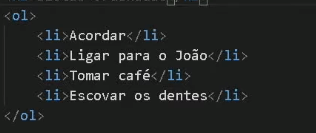 <ol>
<li>Acordar</li>
<li>Ligar para o João</li>
<li>Tomar café</li>
<li>Escovar os dentes</li>
</ol>